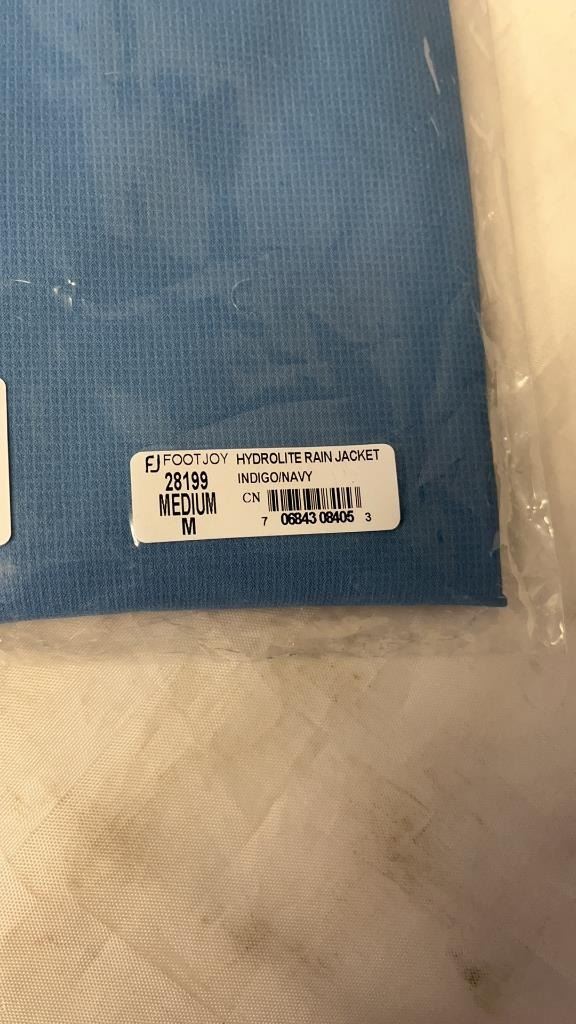 FJ FOOTJOY HYDROLITE RAIN JACKET
28199 INDIGO/NAVY
MEDIUM CN
M 7 06843 08405 3